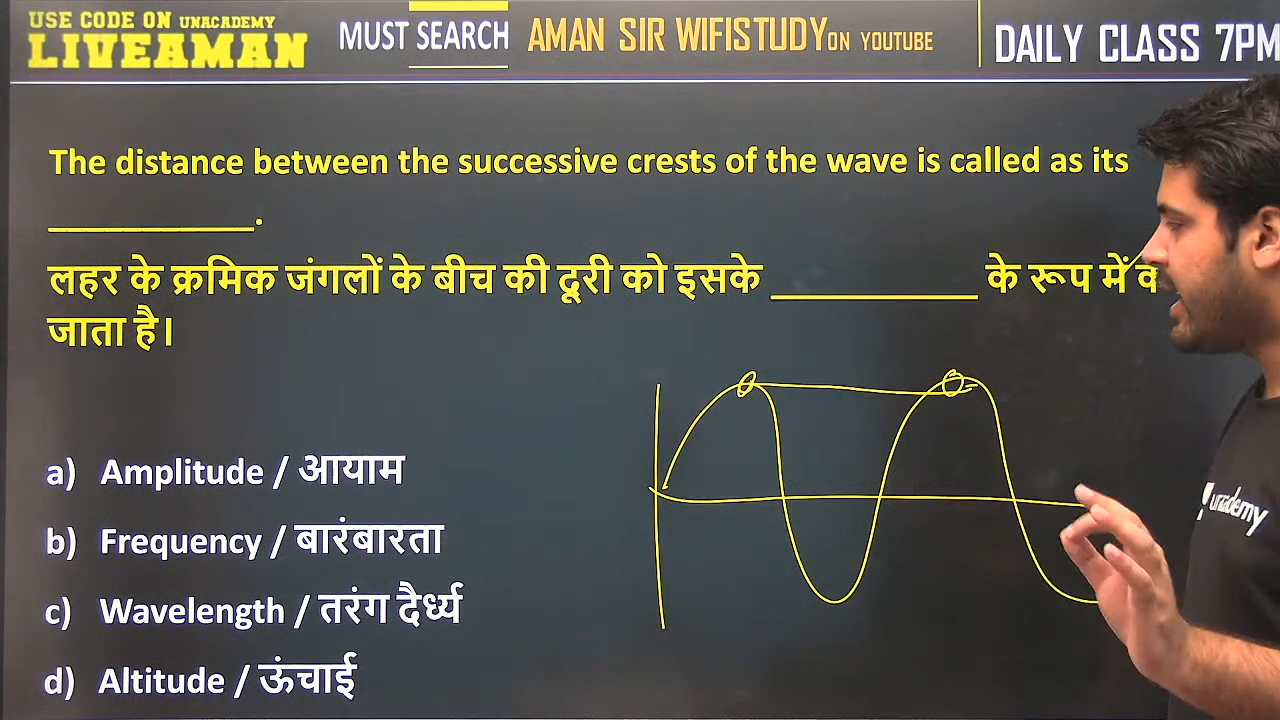 USE CODE ON UNACADEMY
LIVEAMAN
MUST SEARCH AMAN SIR WIFISTUDY ON YOUTUBE
DAILY CLASS 7PM
The distance between the successive crests of the wave is called as its
__________.
लहर के क्रमिक जंगलों के बीच की दूरी को इसके __________ के रूप में
जाता है।
a) Amplitude / आयाम
b) Frequency / बारंबारता
c) Wavelength / तरंग दैर्ध्य
d) Altitude / ऊंचाई
unacademy